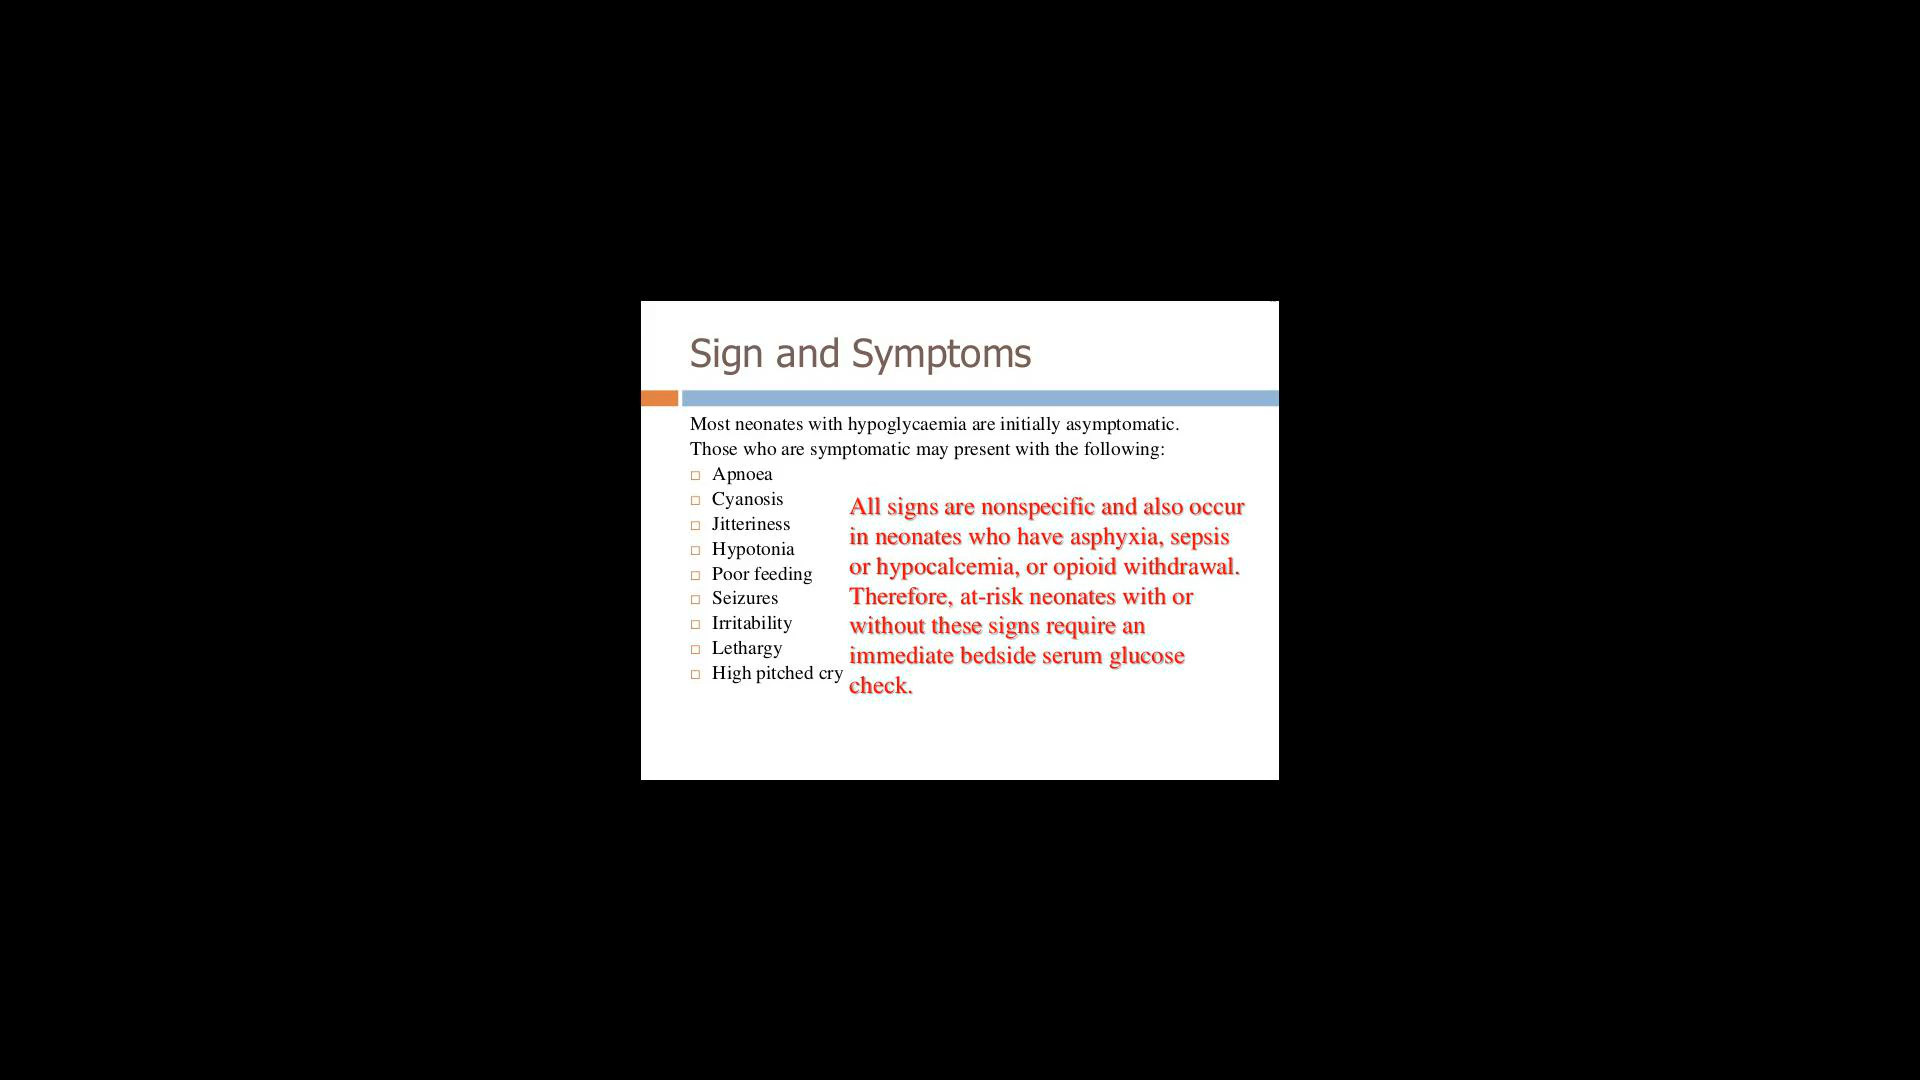 Sign and Symptoms
Most neonates with hypoglycaemia are initially asymptomatic.
Those who are symptomatic may present with the following:
Apnoea
Cyanosis
Jitteriness
Hypotonia
Poor feeding
Seizures
Irritability
Lethargy
High pitched cry
All signs are nonspecific and also occur
in neonates who have asphyxia, sepsis
or hypocalcemia, or opioid withdrawal.
Therefore, at-risk neonates with or
without these signs require an
immediate bedside serum glucose
check.